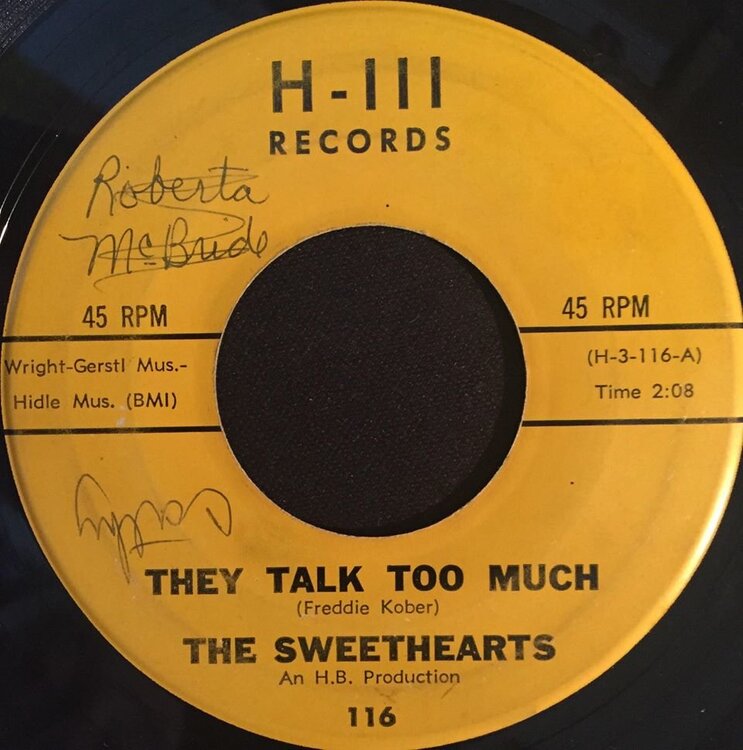 H-III
RECORDS
Roberta
McBride
45 RPM
45 RPM
Wright-Gerstl Mus.-
Hidle Mus. (BMI)
(H-3-116-A)
Time 2:08
Cathy
THEY TALK TOO MUCH
(Freddie Kober)
THE SWEETHEARTS
An H.B. Production
116